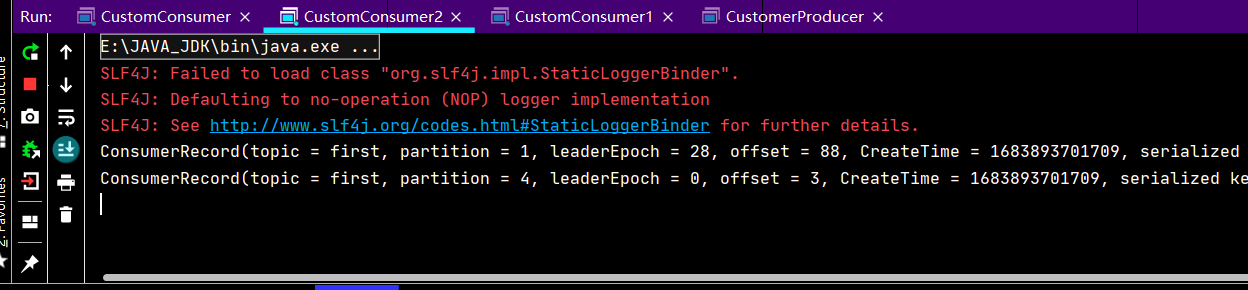 Run: CustomConsumer × CustomConsumer2 × CustomConsumer1 × CustomerProducer ×
E:\JAVA_JDK\bin\java.exe ...
SLF4J: Failed to load class "org.slf4j.impl.StaticLoggerBinder".
SLF4J: Defaulting to no-operation (NOP) logger implementation
SLF4J: See http://www.slf4j.org/codes.html#StaticLoggerBinder for further details.
ConsumerRecord(topic = first, partition = 1, leaderEpoch = 28, offset = 88, CreateTime = 1683893701709, serialized
ConsumerRecord(topic = first, partition = 4, leaderEpoch = 0, offset = 3, CreateTime = 1683893701709, serialized ke
Structure
2: Favorites